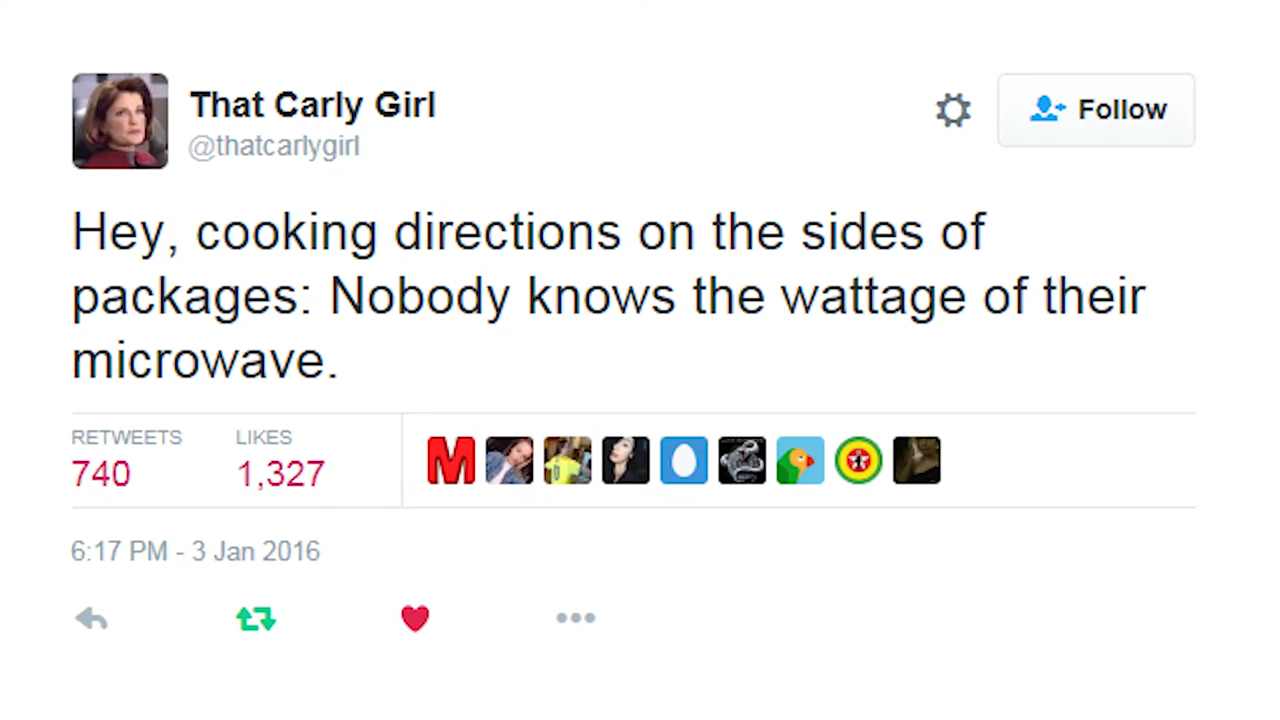 That Carly Girl
@thatcarlygirl
Follow
Hey, cooking directions on the sides of
packages: Nobody knows the wattage of their
microwave.
RETWEETS LIKES
740 1,327
M
6:17 PM - 3 Jan 2016